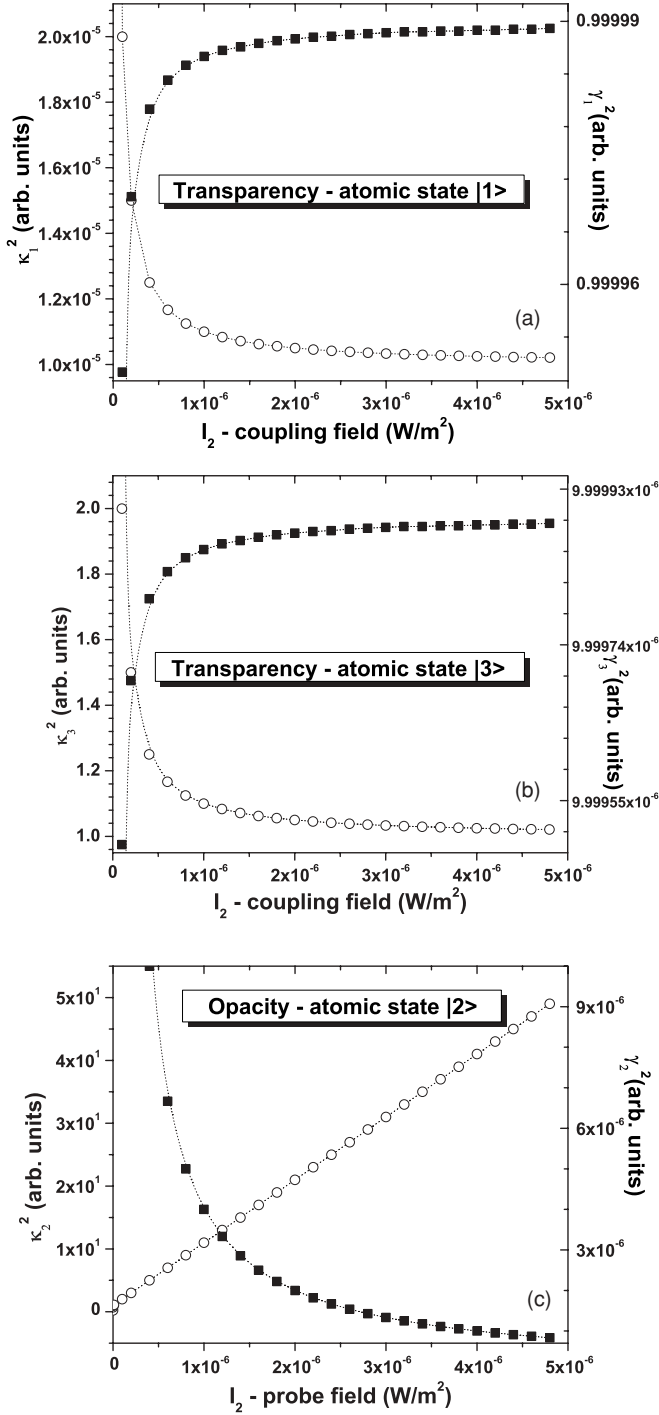 2.0x10⁻⁵
1.8x10⁻⁵
1.6x10⁻⁵
1.4x10⁻⁵
1.2x10⁻⁵
1.0x10⁻⁵
κ₁² (arb. units)
0.99999
0.99996
γ₁² (arb. units)
Transparency - atomic state |1>
(a)
0 1x10⁻⁶ 2x10⁻⁶ 3x10⁻⁶ 4x10⁻⁶ 5x10⁻⁶
I₂ - coupling field (W/m²)
2.0
1.8
1.6
1.4
1.2
1.0
κ₃² (arb. units)
9.99993x10⁻⁶
9.99974x10⁻⁶
9.99955x10⁻⁶
γ₃² (arb. units)
Transparency - atomic state |3>
(b)
0 1x10⁻⁶ 2x10⁻⁶ 3x10⁻⁶ 4x10⁻⁶ 5x10⁻⁶
I₂ - coupling field (W/m²)
5x10¹
4x10¹
3x10¹
2x10¹
1x10¹
0
κ₂² (arb. units)
9x10⁻⁶
6x10⁻⁶
3x10⁻⁶
γ₂² (arb. units)
Opacity - atomic state |2>
(c)
0 1x10⁻⁶ 2x10⁻⁶ 3x10⁻⁶ 4x10⁻⁶ 5x10⁻⁶
I₂ - probe field (W/m²)